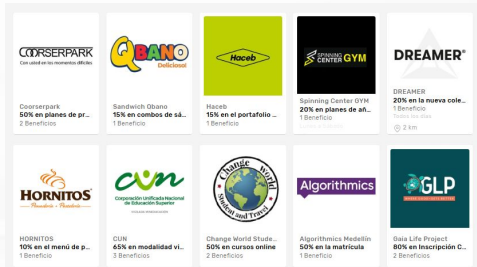 COORSERPARK
Con usted en los momentos difíciles
Coorserpark
50% en planes de pr...
2 Beneficios
QBANO
Delicioso!
Sandwich Qbano
15% en combos de sá...
1 Beneficio
Haceb
Haceb
15% en el portafolio ...
1 Beneficio
SPINNING CENTER GYM
Spinning Center GYM
20% en planes de añ...
1 Beneficio
DREAMER®
DREAMER
20% en la nueva cole...
1 Beneficio
Todos los días
2 km
HORNITOS
Panadería • Pastelería
HORNITOS
10% en el menú de p...
1 Beneficio
cun
Corporación Unificada Nacional
de Educación Superior
CUN
65% en modalidad vi...
3 Beneficios
Change World
Student and Travel
Change World Stude...
50% en cursos online
2 Beneficios
Algorithmics
Algorithmics Medellín
50% en la matrícula
1 Beneficio
GLP
Gaia Life Project
80% en Inscripción C...
2 Beneficios